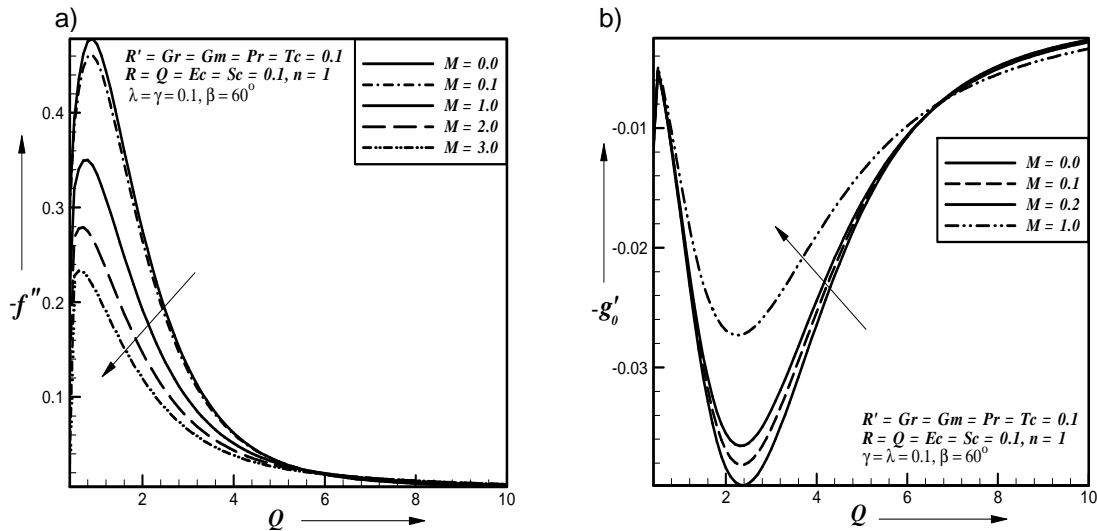 a)
R' = Gr = Gm = Pr = Tc = 0.1
R = Q = Ec = Sc = 0.1, n = 1
λ = γ = 0.1, β = 60°
M = 0.0
M = 0.1
M = 1.0
M = 2.0
M = 3.0
0.4
0.3
0.2
0.1
-f''
2
4
6
8
10
Q
b)
-0.01
-0.02
-0.03
-g'₀
M = 0.0
M = 0.1
M = 0.2
M = 1.0
R' = Gr = Gm = Pr = Tc = 0.1
R = Q = Ec = Sc = 0.1, n = 1
γ = λ = 0.1, β = 60°
2
4
6
8
10
Q